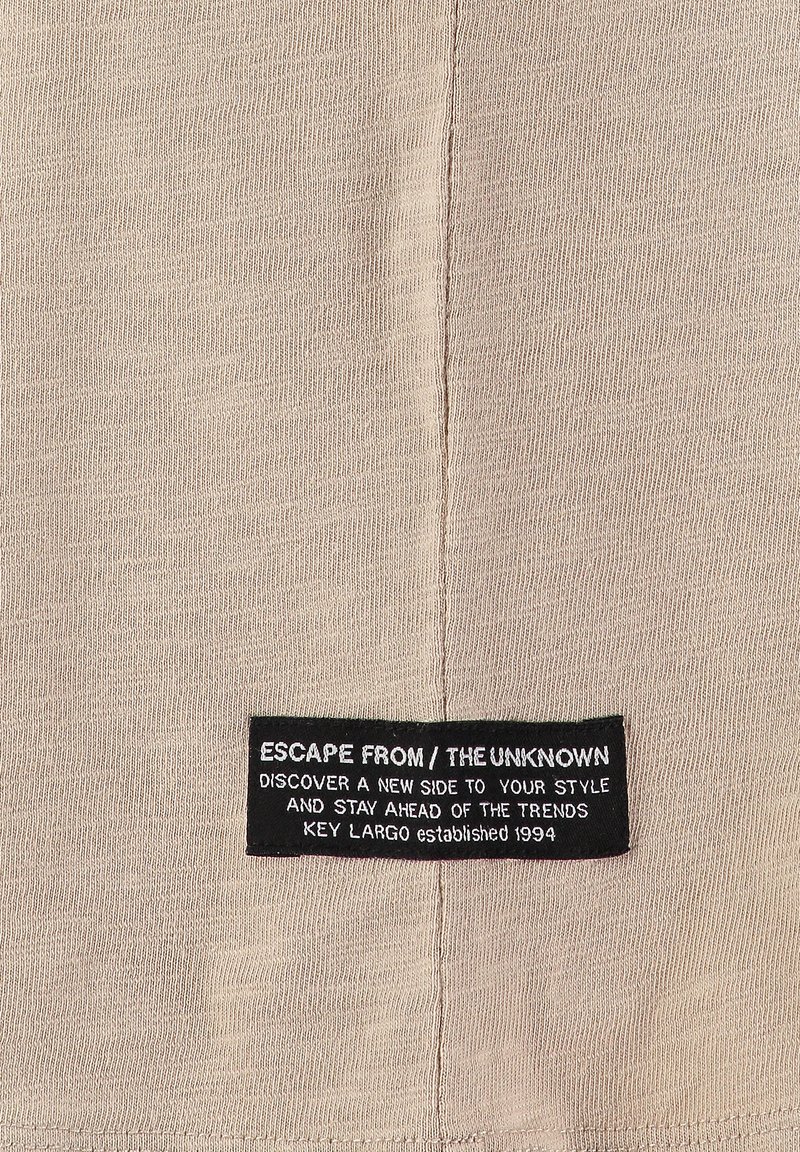 ESCAPE FROM / THE UNKNOWN
DISCOVER A NEW SIDE TO YOUR STYLE
AND STAY AHEAD OF THE TRENDS
KEY LARGO established 1994